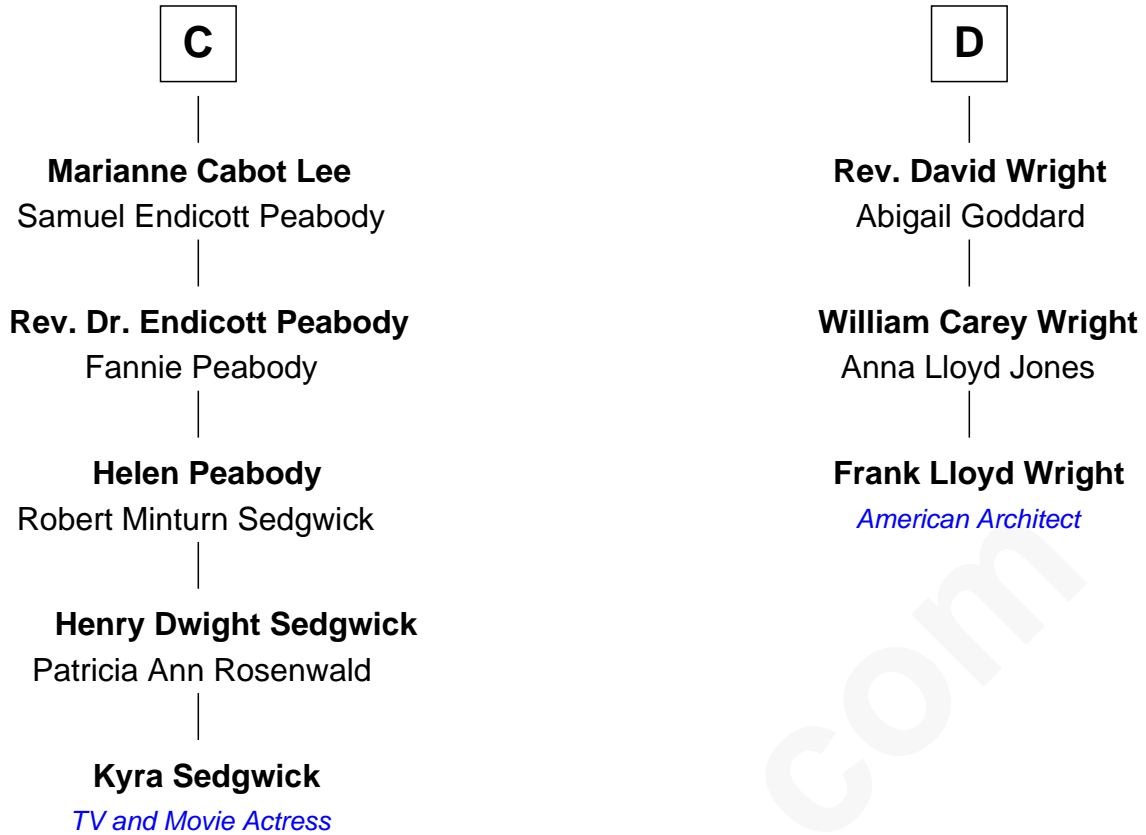 C
Marianne Cabot Lee
Samuel Endicott Peabody
Rev. Dr. Endicott Peabody
Fannie Peabody
Helen Peabody
Robert Minturn Sedgwick
Henry Dwight Sedgwick
Patricia Ann Rosenwald
Kyra Sedgwick
TV and Movie Actress
D
Rev. David Wright
Abigail Goddard
William Carey Wright
Anna Lloyd Jones
Frank Lloyd Wright
American Architect
com